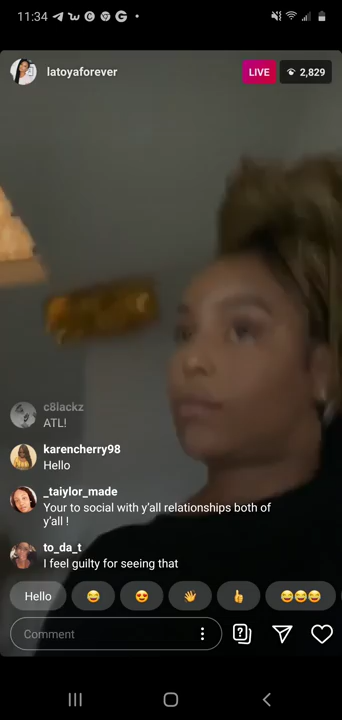 11:34
latoyaforever
LIVE
2,829
c8lackz
ATL!
karencherry98
Hello
_taiylor_made
Your to social with y'all relationships both of
y'all !
to_da_t
I feel guilty for seeing that
Hello
Comment